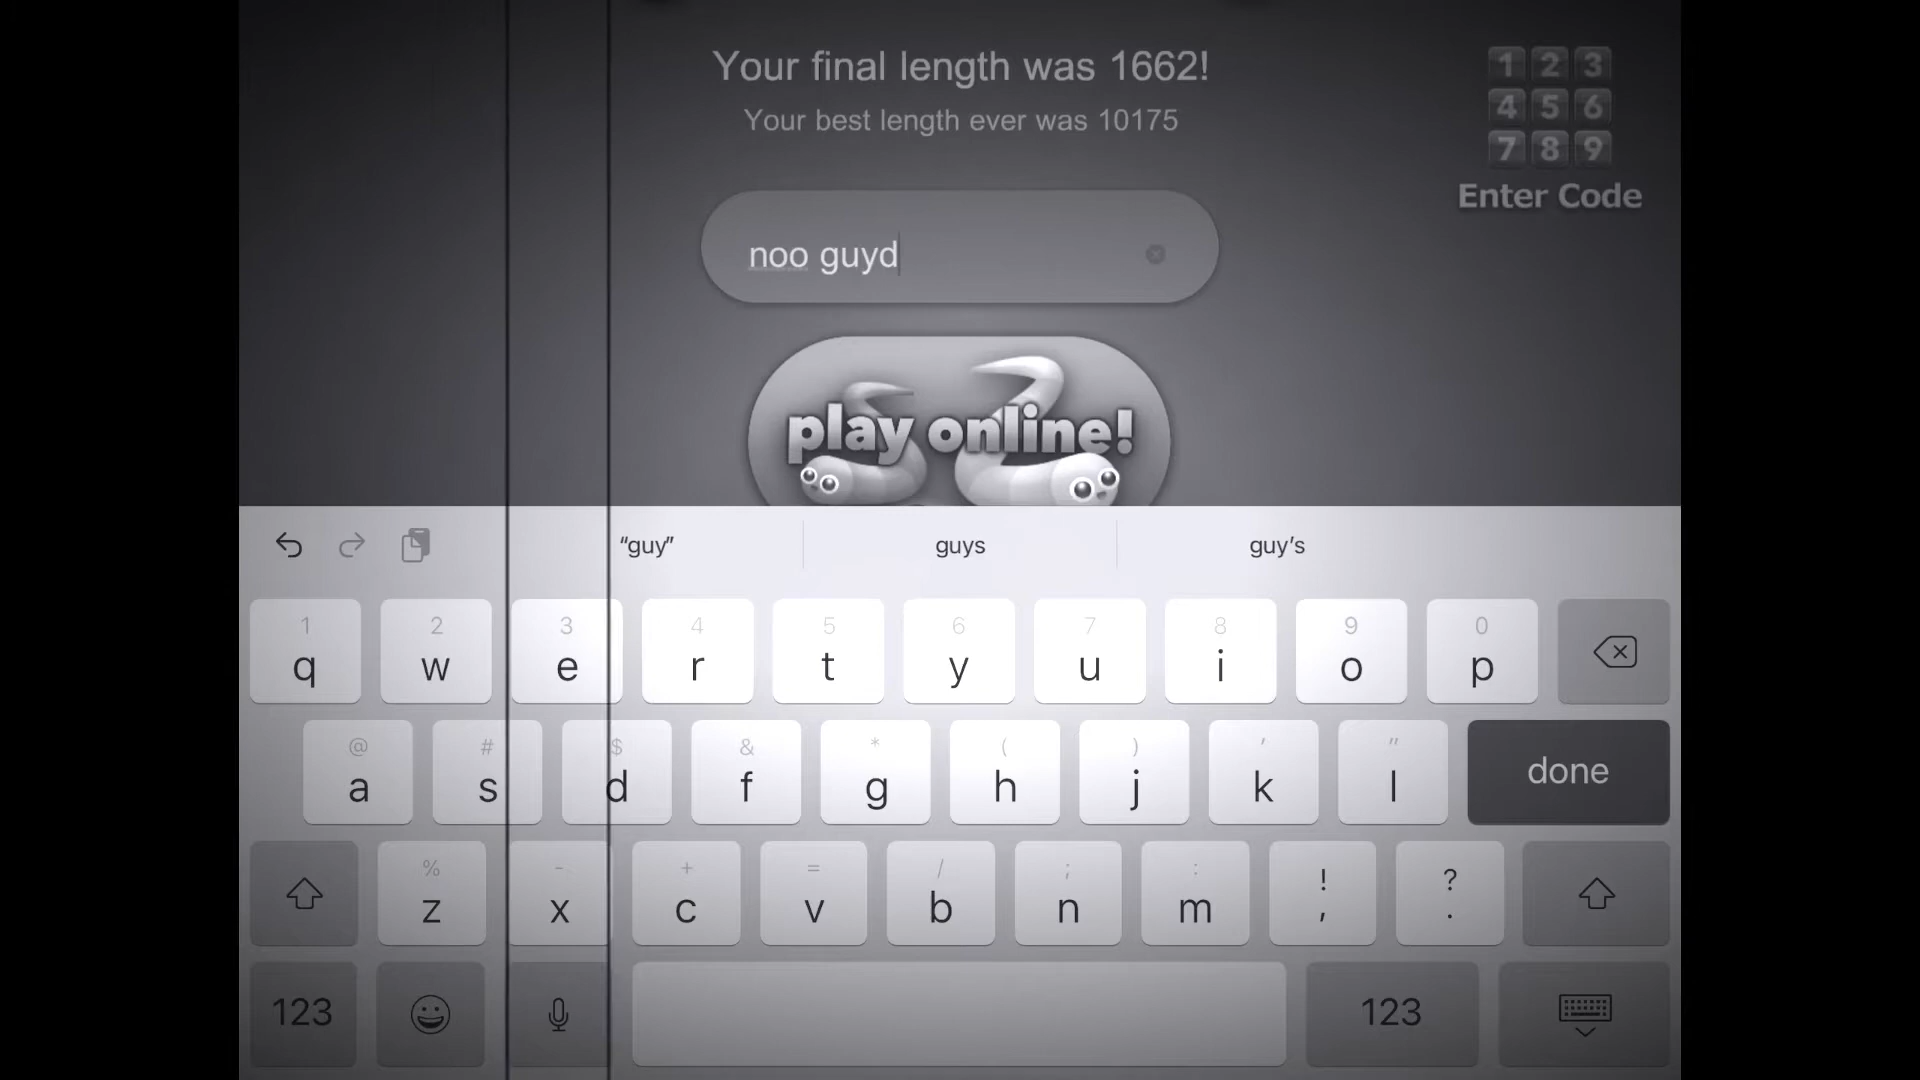 Your final length was 1662!
Your best length ever was 10175
1 2 3
4 5 6
7 8 9
Enter Code
noo guyd
play online!
“guy” guys guy’s
1 2 3 4 5 6 7 8 9 0
q w e r t y u i o p
@ # $ & * ( ) ' "
a s d f g h j k l done
% - + = / ; : ! ?
z x c v b n m , .
123 123